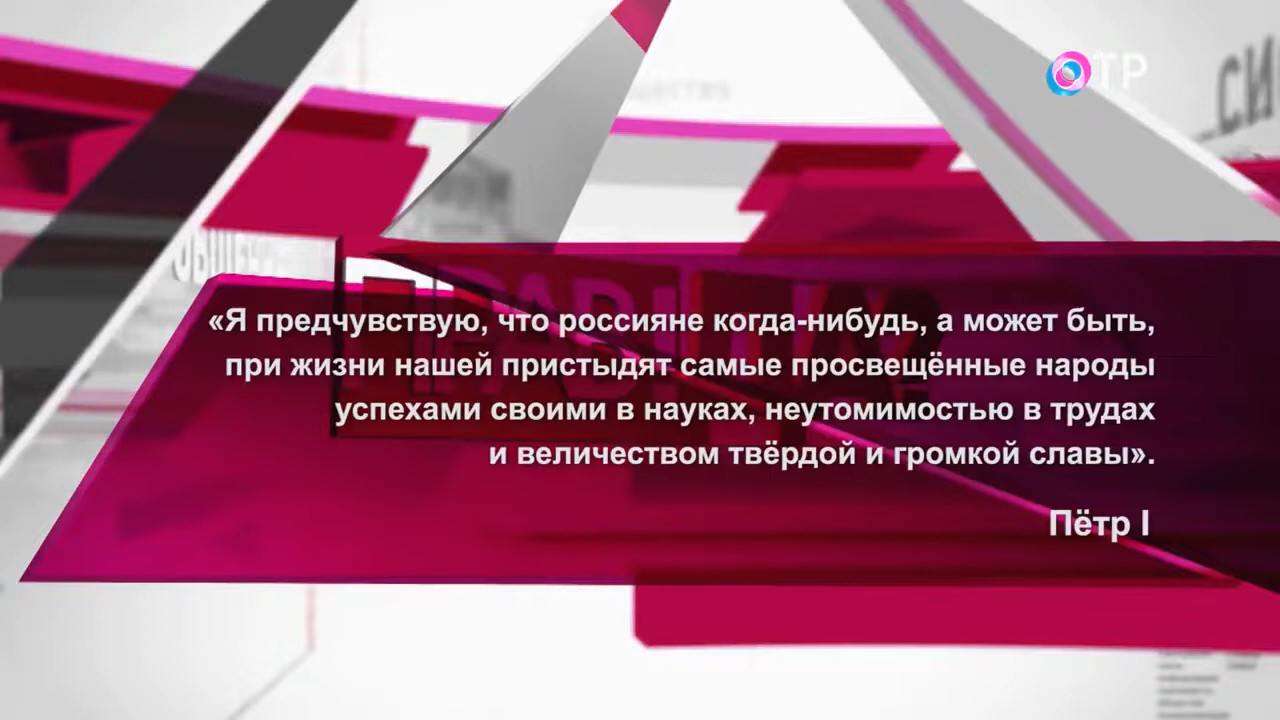 ОТР
«Я предчувствую, что россияне когда-нибудь, а может быть,
при жизни нашей пристыдят самые просвещённые народы
успехами своими в науках, неутомимостью в трудах
и величеством твёрдой и громкой славы».
Пётр I